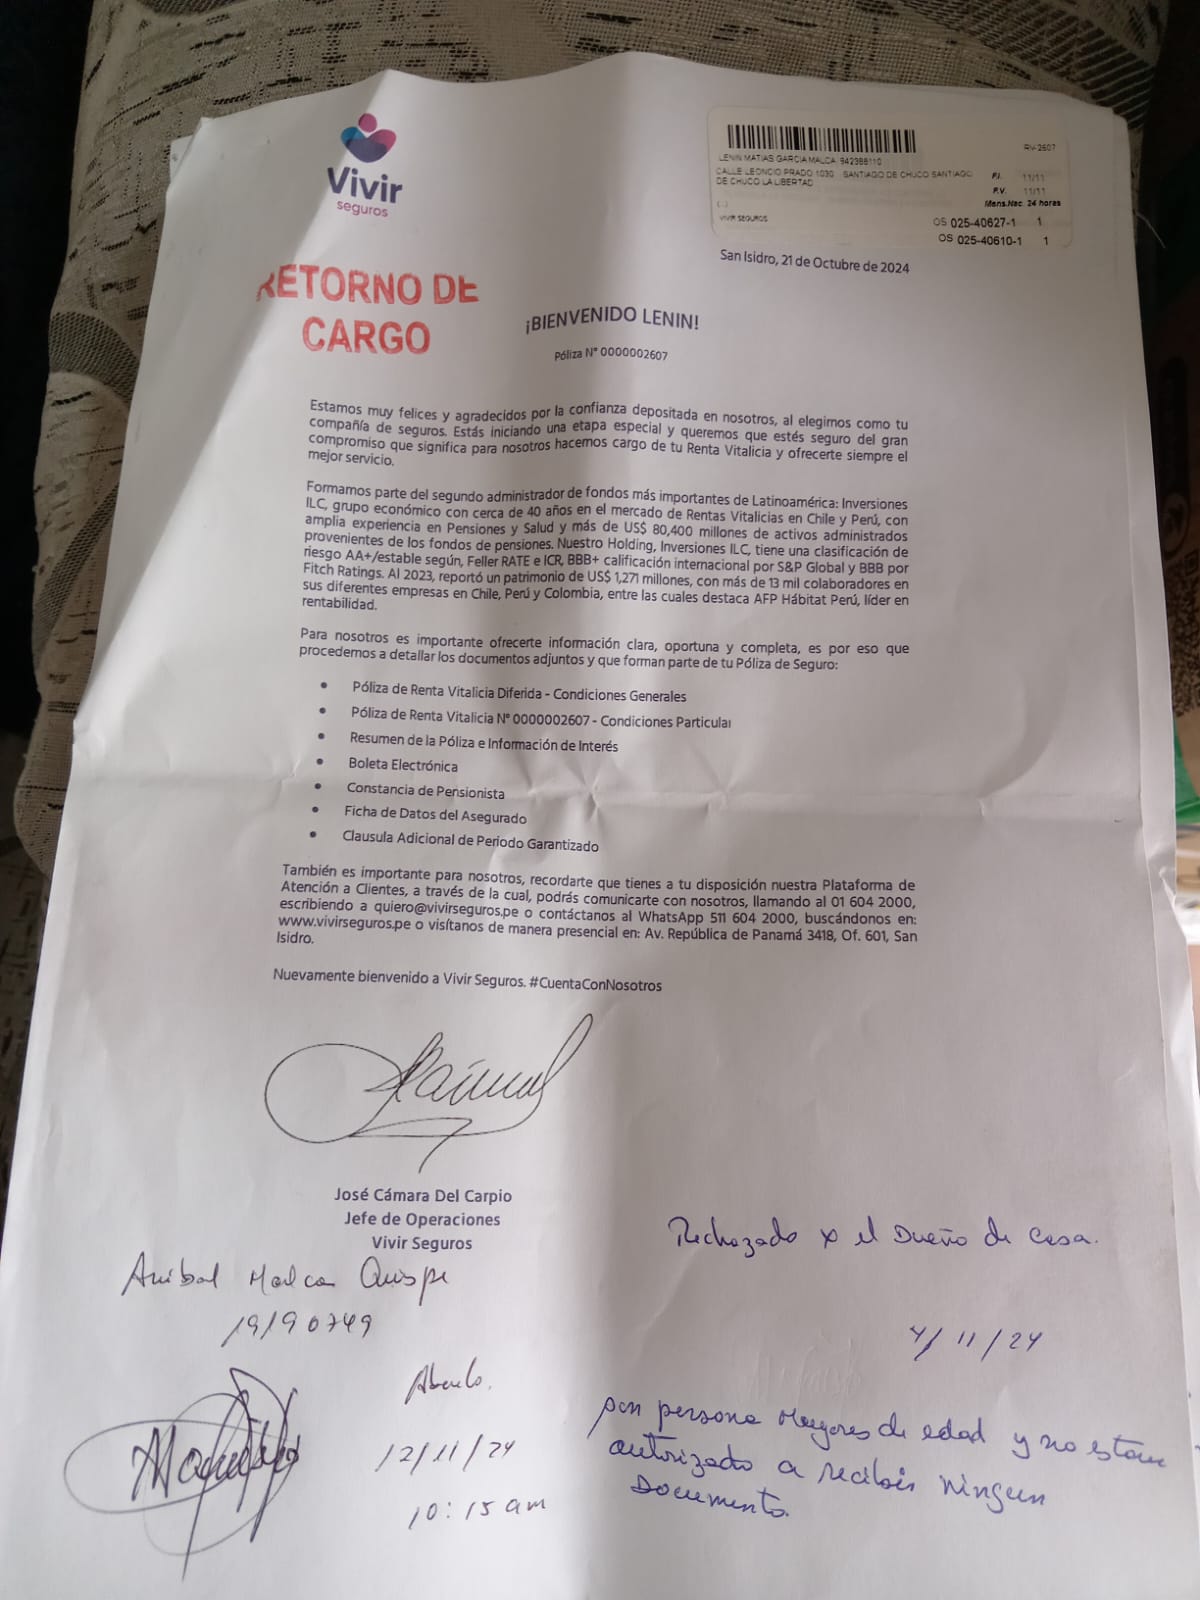 Vivir
seguros
LENIN MATIAS GARCIA MALCA 942388110
RV-2607
CALLE LEONCIO PRADO 1030 SANTIAGO DE CHUCO SANTIAGO
DE CHUCO LA LIBERTAD
P.I. 11/11
P.V. 11/11
(..)
Mens.Nac 24 horas
VIVIR SEGUROS
OS 025-40627-1 1
OS 025-40610-1 1
San Isidro, 21 de Octubre de 2024
RETORNO DE
CARGO
¡BIENVENIDO LENIN!
Póliza N° 0000002607
Estamos muy felices y agradecidos por la confianza depositada en nosotros, al elegirnos como tu
compañía de seguros. Estás iniciando una etapa especial y queremos que estés seguro del gran
compromiso que significa para nosotros hacernos cargo de tu Renta Vitalicia y ofrecerte siempre el
mejor servicio.
Formamos parte del segundo administrador de fondos más importantes de Latinoamérica: Inversiones
ILC, grupo económico con cerca de 40 años en el mercado de Rentas Vitalicias en Chile y Perú, con
amplia experiencia en Pensiones y Salud y más de US$ 80,400 millones de activos administrados
provenientes de los fondos de pensiones. Nuestro Holding, Inversiones ILC, tiene una clasificación de
riesgo AA+/estable según, Feller RATE e ICR, BBB+ calificación internacional por S&P Global y BBB por
Fitch Ratings. Al 2023, reportó un patrimonio de US$ 1,271 millones, con más de 13 mil colaboradores en
sus diferentes empresas en Chile, Perú y Colombia, entre las cuales destaca AFP Hábitat Perú, líder en
rentabilidad.
Para nosotros es importante ofrecerte información clara, oportuna y completa, es por eso que
procedemos a detallar los documentos adjuntos y que forman parte de tu Póliza de Seguro:
• Póliza de Renta Vitalicia Diferida - Condiciones Generales
• Póliza de Renta Vitalicia N° 0000002607 - Condiciones Particular
• Resumen de la Póliza e Información de Interés
• Boleta Electrónica
• Constancia de Pensionista
• Ficha de Datos del Asegurado
• Clausula Adicional de Periodo Garantizado
También es importante para nosotros, recordarte que tienes a tu disposición nuestra Plataforma de
Atención a Clientes, a través de la cual, podrás comunicarte con nosotros, llamando al 01 604 2000,
escribiendo a quiero@vivirseguros.pe o contáctanos al WhatsApp 511 604 2000, buscándonos en:
www.vivirseguros.pe o visítanos de manera presencial en: Av. República de Panamá 3418, Of. 601, San
Isidro.
Nuevamente bienvenido a Vivir Seguros. #CuentaConNosotros
José Cámara Del Carpio
Jefe de Operaciones
Vivir Seguros
Rechazado x el Dueño de Casa.
Anibal Malca Quispe
19190749
4/11/24
Abuelo.
por persona Mayores de edad y no estan
autorizado a recibir ningun
Documento.
12/11/24
10:15 am